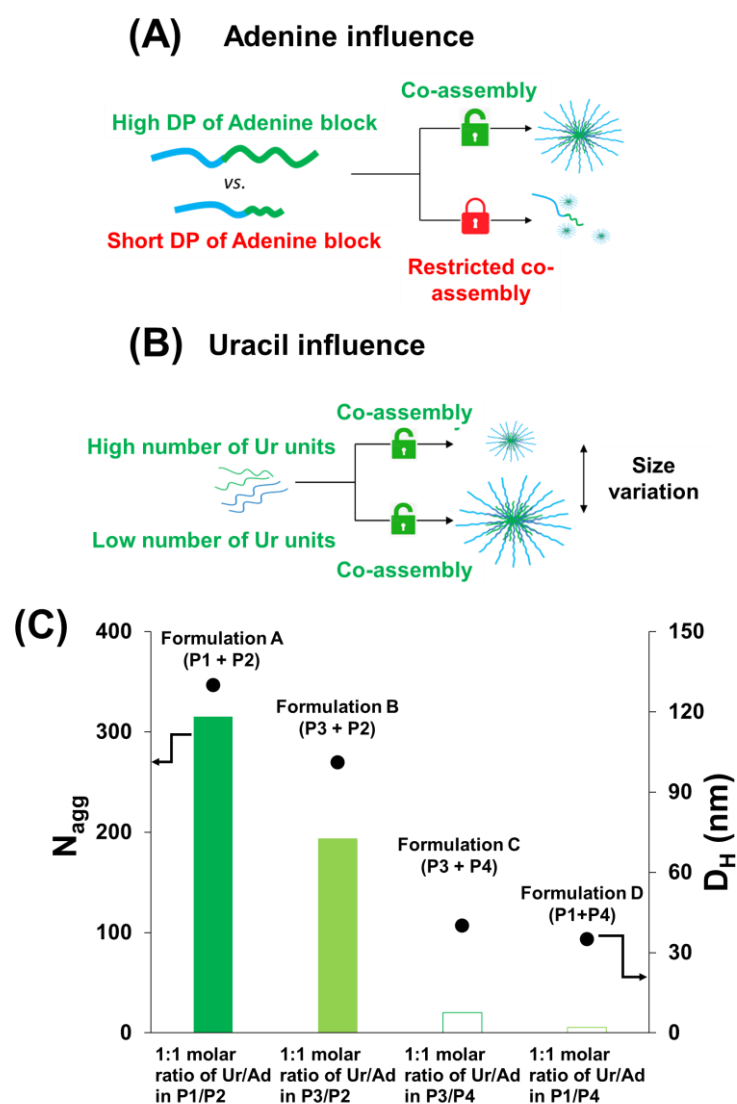 (A) Adenine influence
Co-assembly
High DP of Adenine block
vs.
Short DP of Adenine block
Restricted co-
assembly
(B) Uracil influence
Co-assembly
High number of Ur units
Size
variation
Low number of Ur units
Co-assembly
(C)
400
300
200
100
0
Nagg
150
120
90
60
30
0
DH (nm)
Formulation A
(P1 + P2)
Formulation B
(P3 + P2)
Formulation C
(P3 + P4)
Formulation D
(P1+P4)
1:1 molar
ratio of Ur/Ad
in P1/P2
1:1 molar
ratio of Ur/Ad
in P3/P2
1:1 molar
ratio of Ur/Ad
in P3/P4
1:1 molar
ratio of Ur/Ad
in P1/P4